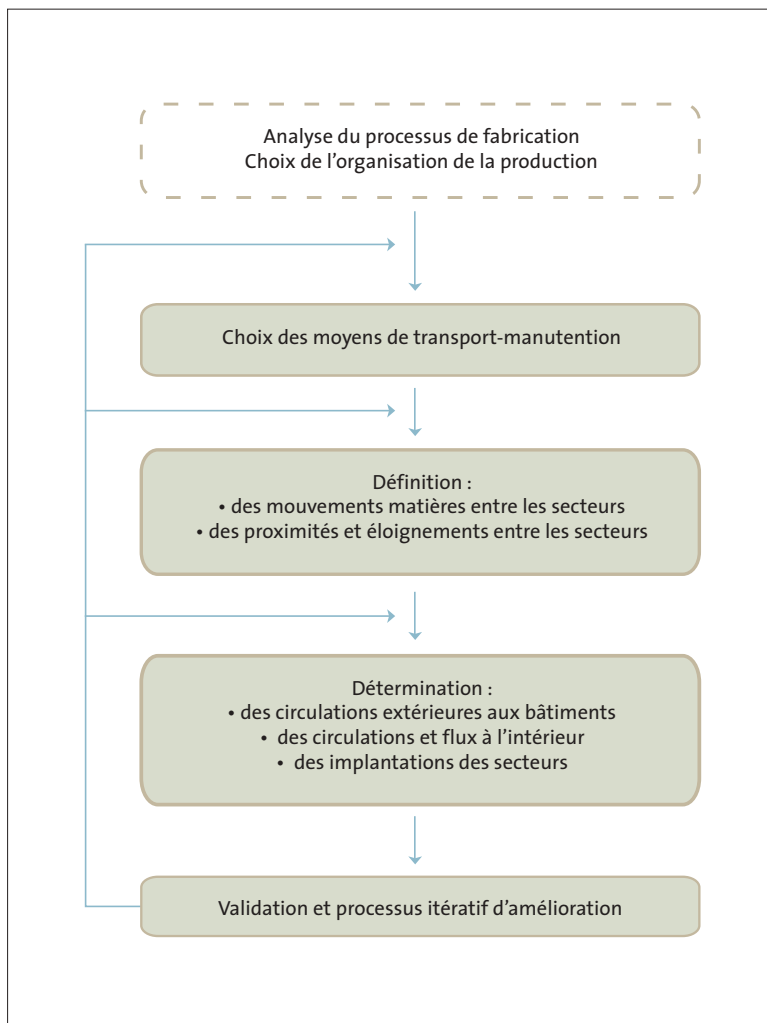 Analyse du processus de fabrication
Choix de l’organisation de la production
Choix des moyens de transport-manutention
Définition :
• des mouvements matières entre les secteurs
• des proximités et éloignements entre les secteurs
Détermination :
• des circulations extérieures aux bâtiments
• des circulations et flux à l’intérieur
• des implantations des secteurs
Validation et processus itératif d’amélioration